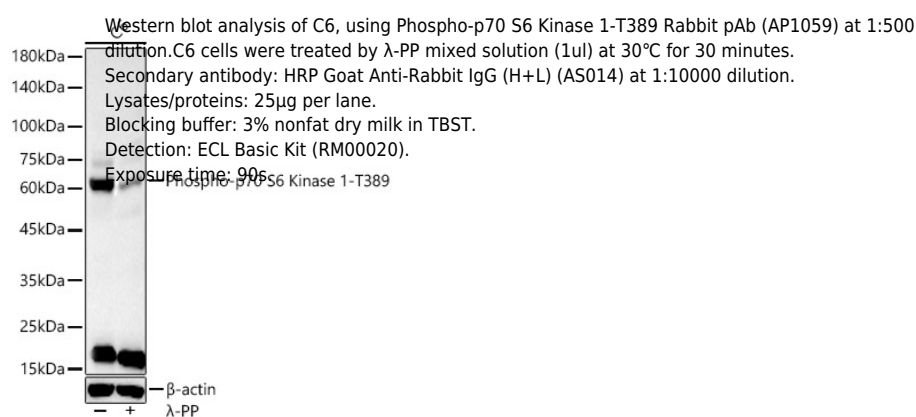 Western blot analysis of C6, using Phospho-p70 S6 Kinase 1-T389 Rabbit pAb (AP1059) at 1:500
dilution.C6 cells were treated by λ-PP mixed solution (1ul) at 30℃ for 30 minutes.
Secondary antibody: HRP Goat Anti-Rabbit IgG (H+L) (AS014) at 1:10000 dilution.
Lysates/proteins: 25μg per lane.
Blocking buffer: 3% nonfat dry milk in TBST.
Detection: ECL Basic Kit (RM00020).
Exposure time: 90s.
C6
180kDa
140kDa
100kDa
75kDa
60kDa
45kDa
35kDa
25kDa
15kDa
Phospho-p70 S6 Kinase 1-T389
β-actin
− + λ-PP